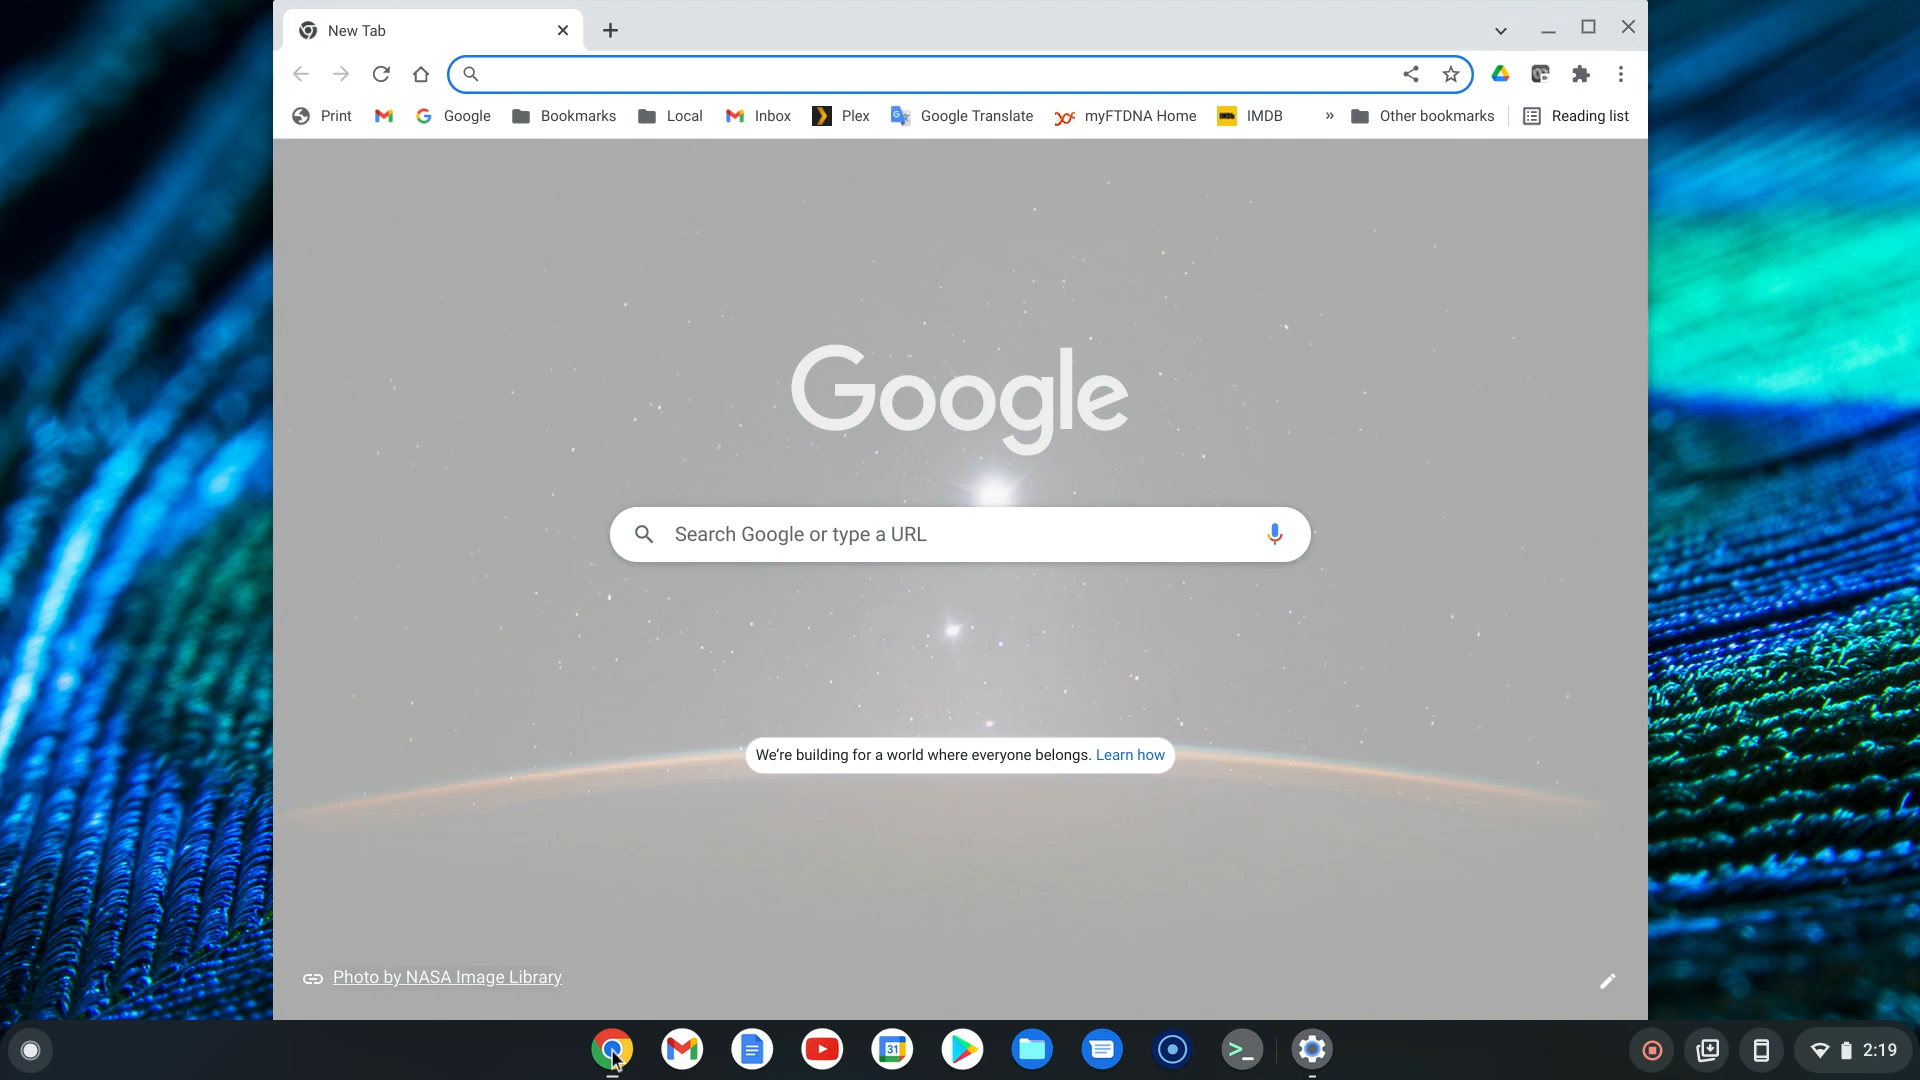 New Tab
Print
Google
Bookmarks
Local
Inbox
Plex
Google Translate
myFTDNA Home
IMDB
»
Other bookmarks
Reading list
Google
Search Google or type a URL
We're building for a world where everyone belongs. Learn how
Photo by NASA Image Library
31
>_
2:19